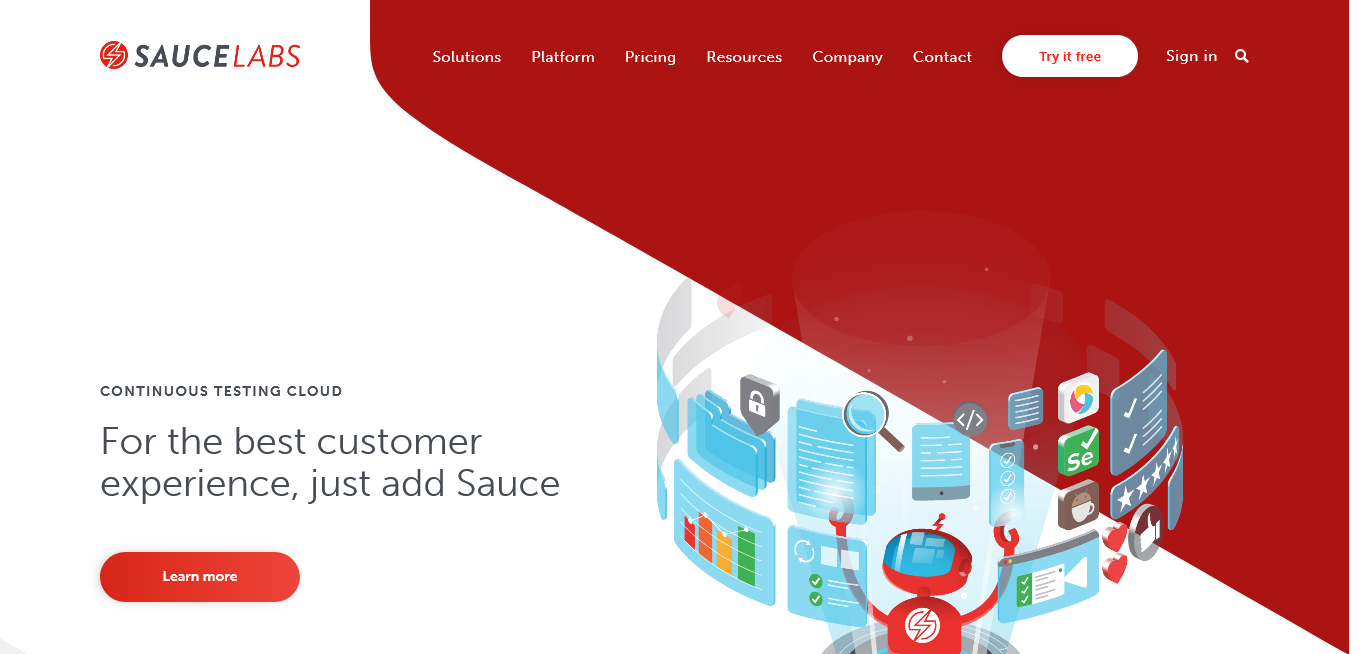 SAUCELABS
Solutions Platform Pricing Resources Company Contact Try it free Sign in
CONTINUOUS TESTING CLOUD
For the best customer
experience, just add Sauce
Learn more
</>
Se